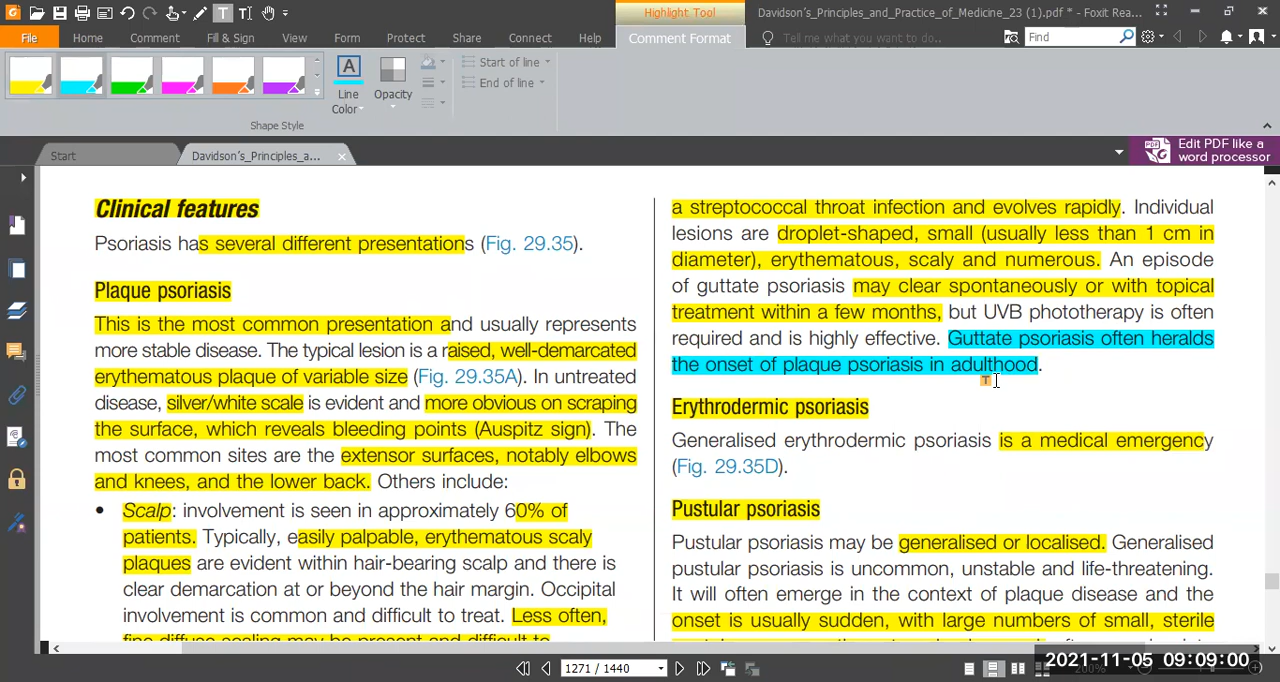 Highlight Tool
Davidson's_Principles_and_Practice_of_Medicine_23 (1).pdf * - Foxit Rea...
File Home Comment Fill & Sign View Form Protect Share Connect Help Comment Format Tell me what you want to do.. Find
Line Color
Opacity
Start of line
End of line
Shape Style
Start
Davidson's_Principles_a...
Edit PDF like a
word processor
Clinical features
Psoriasis has several different presentations (Fig. 29.35).
Plaque psoriasis
This is the most common presentation and usually represents
more stable disease. The typical lesion is a raised, well-demarcated
erythematous plaque of variable size (Fig. 29.35A). In untreated
disease, silver/white scale is evident and more obvious on scraping
the surface, which reveals bleeding points (Auspitz sign). The
most common sites are the extensor surfaces, notably elbows
and knees, and the lower back. Others include:
• Scalp: involvement is seen in approximately 60% of
patients. Typically, easily palpable, erythematous scaly
plaques are evident within hair-bearing scalp and there is
clear demarcation at or beyond the hair margin. Occipital
involvement is common and difficult to treat. Less often,
fine diffuse scaling may be present and difficult to
a streptococcal throat infection and evolves rapidly. Individual
lesions are droplet-shaped, small (usually less than 1 cm in
diameter), erythematous, scaly and numerous. An episode
of guttate psoriasis may clear spontaneously or with topical
treatment within a few months, but UVB phototherapy is often
required and is highly effective. Guttate psoriasis often heralds
the onset of plaque psoriasis in adulthood.
Erythrodermic psoriasis
Generalised erythrodermic psoriasis is a medical emergency
(Fig. 29.35D).
Pustular psoriasis
Pustular psoriasis may be generalised or localised. Generalised
pustular psoriasis is uncommon, unstable and life-threatening.
It will often emerge in the context of plaque disease and the
onset is usually sudden, with large numbers of small, sterile
1271 / 1440
200%
2021-11-05 09:09:00